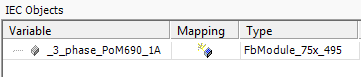 IEC Objects
Variable Mapping Type
_3_phase_PoM690_1A FbModule_75x_495